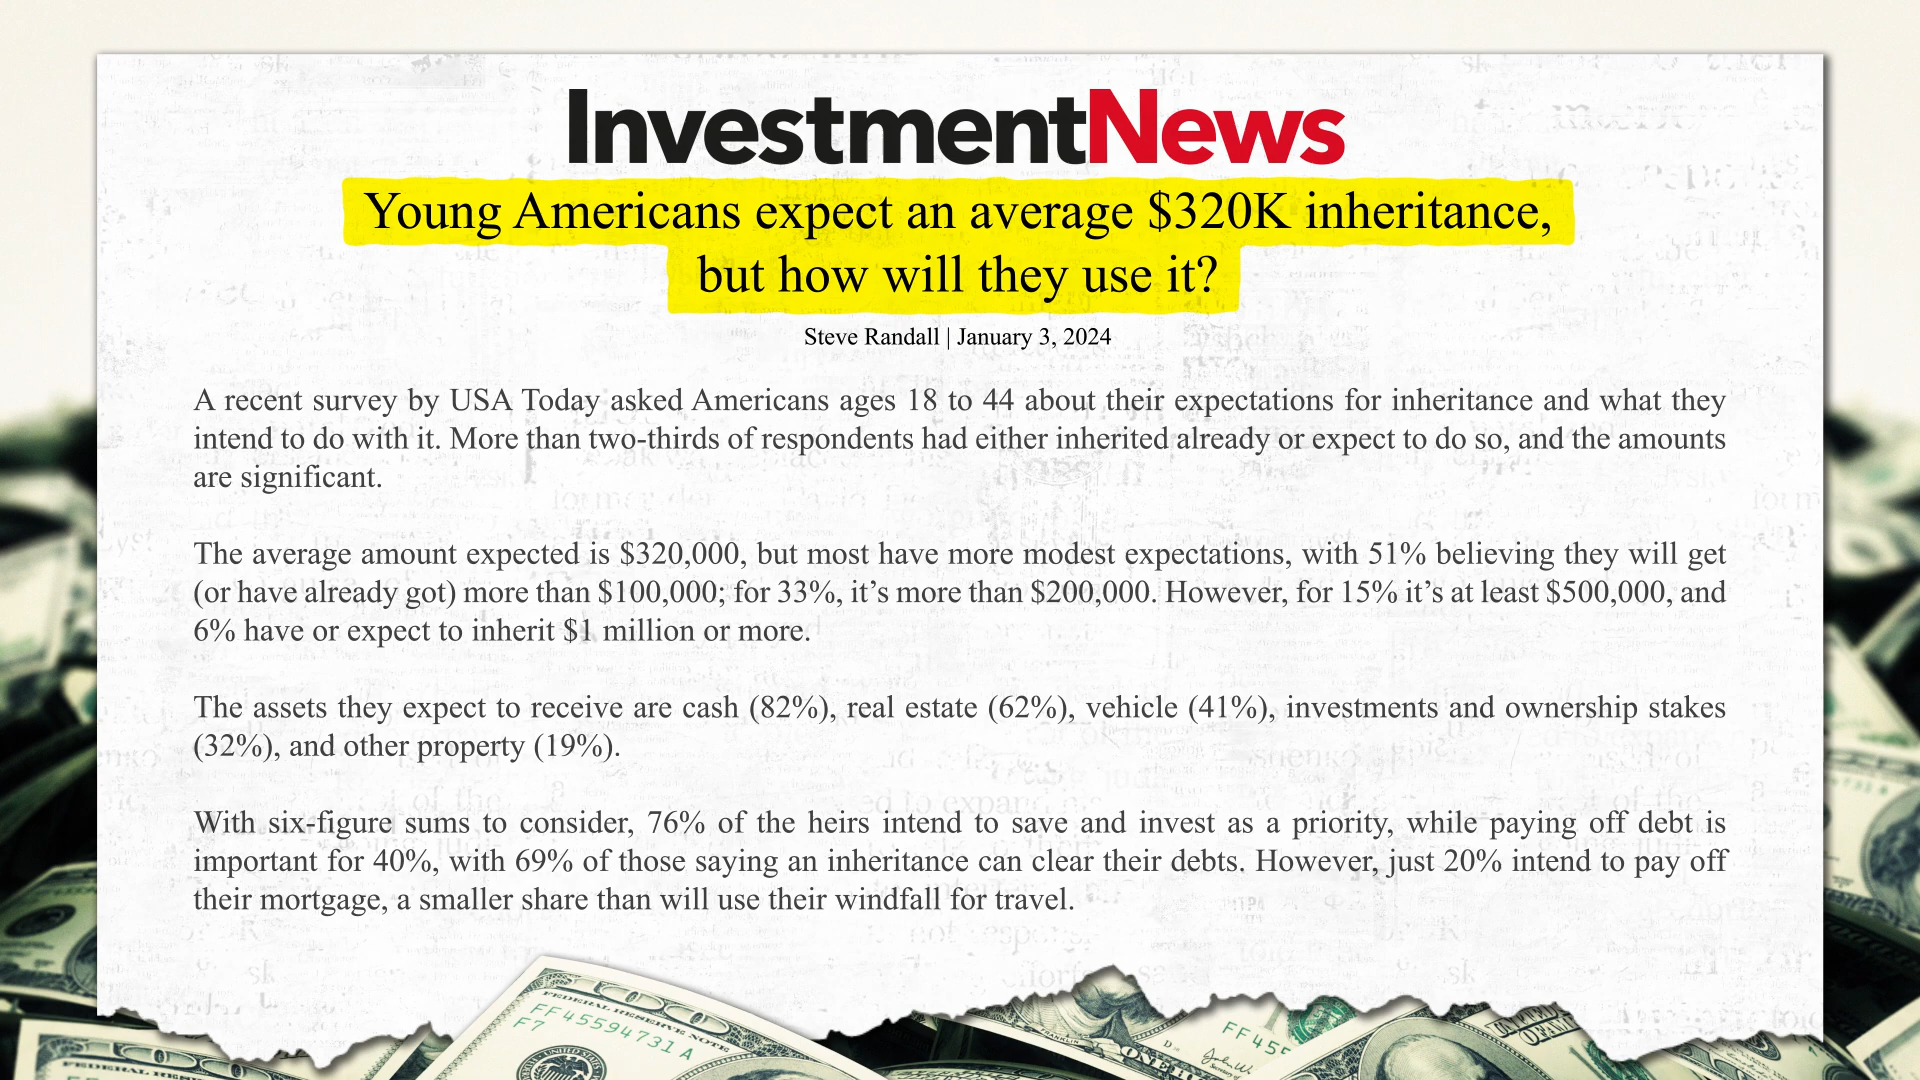 InvestmentNews
Young Americans expect an average $320K inheritance,
but how will they use it?
Steve Randall | January 3, 2024
A recent survey by USA Today asked Americans ages 18 to 44 about their expectations for inheritance and what they
intend to do with it. More than two-thirds of respondents had either inherited already or expect to do so, and the amounts
are significant.
The average amount expected is $320,000, but most have more modest expectations, with 51% believing they will get
(or have already got) more than $100,000; for 33%, it’s more than $200,000. However, for 15% it’s at least $500,000, and
6% have or expect to inherit $1 million or more.
The assets they expect to receive are cash (82%), real estate (62%), vehicle (41%), investments and ownership stakes
(32%), and other property (19%).
With six-figure sums to consider, 76% of the heirs intend to save and invest as a priority, while paying off debt is
important for 40%, with 69% of those saying an inheritance can clear their debts. However, just 20% intend to pay off
their mortgage, a smaller share than will use their windfall for travel.
FEDERAL RESERVE NOTE
FF45594731A
F7